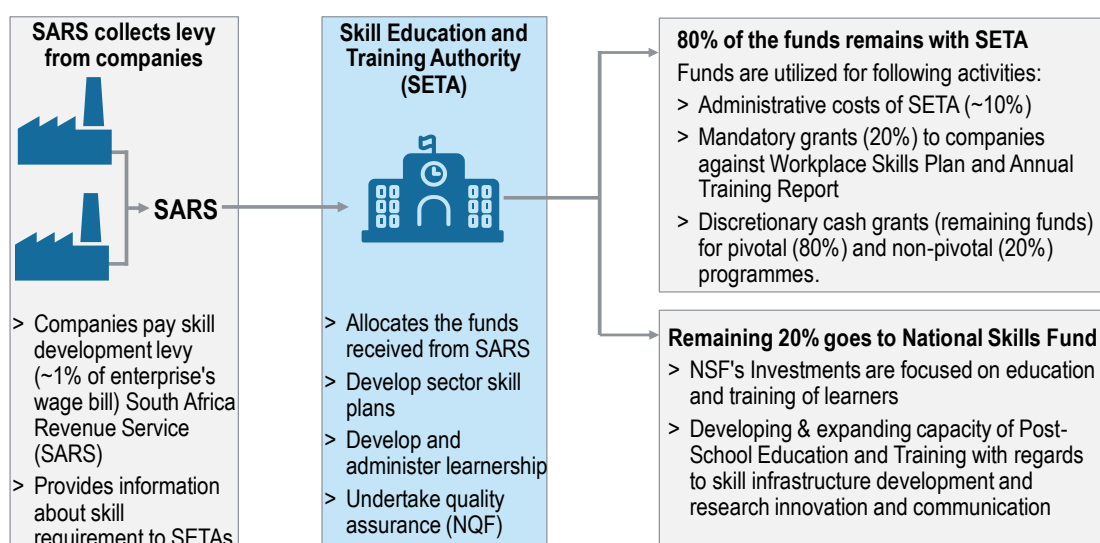 SARS collects levy
from companies
SARS
> Companies pay skill
development levy
(~1% of enterprise's
wage bill) South Africa
Revenue Service
(SARS)
> Provides information
about skill
requirement to SETAs
Skill Education and
Training Authority
(SETA)
> Allocates the funds
received from SARS
> Develop sector skill
plans
> Develop and
administer learnership
> Undertake quality
assurance (NQF)
80% of the funds remains with SETA
Funds are utilized for following activities:
> Administrative costs of SETA (~10%)
> Mandatory grants (20%) to companies
against Workplace Skills Plan and Annual
Training Report
> Discretionary cash grants (remaining funds)
for pivotal (80%) and non-pivotal (20%)
programmes.
Remaining 20% goes to National Skills Fund
> NSF's Investments are focused on education
and training of learners
> Developing & expanding capacity of Post-
School Education and Training with regards
to skill infrastructure development and
research innovation and communication